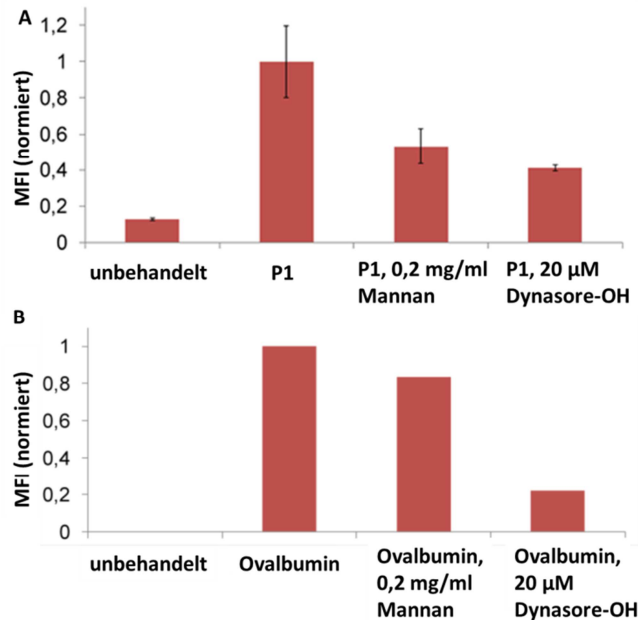 A
MFI (normiert)
1,2
1
0,8
0,6
0,4
0,2
0
unbehandelt
P1
P1, 0,2 mg/ml
Mannan
P1, 20 µM
Dynasore-OH
B
MFI (normiert)
1
0,8
0,6
0,4
0,2
0
unbehandelt
Ovalbumin
Ovalbumin,
0,2 mg/ml
Mannan
Ovalbumin,
20 µM
Dynasore-OH